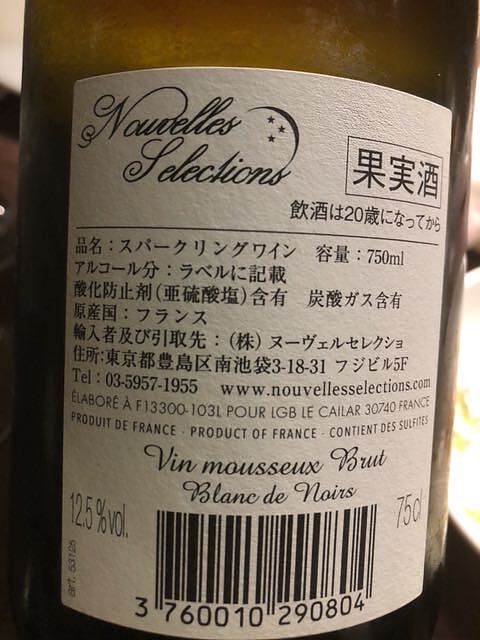 Nouvelles
Selections
果実酒
飲酒は20歳になってから
品名：スパークリングワイン 容量：750ml
アルコール分：ラベルに記載
酸化防止剤(亜硫酸塩)含有 炭酸ガス含有
原産国：フランス
輸入者及び引取先：(株) ヌーヴェルセレクショ
住所:東京都豊島区南池袋3-18-31 フジビル5F
Tel：03-5957-1955 www.nouvellesselections.com
ÉLABORÉ À F13300-103L POUR LGB LE CAILAR 30740 FRANCE
PRODUIT DE FRANCE - PRODUCT OF FRANCE - CONTIENT DES SULFITES
Vin mousseux Brut
Blanc de Noirs
12.5%vol.
75cl
art. 53125
3 760010 290804